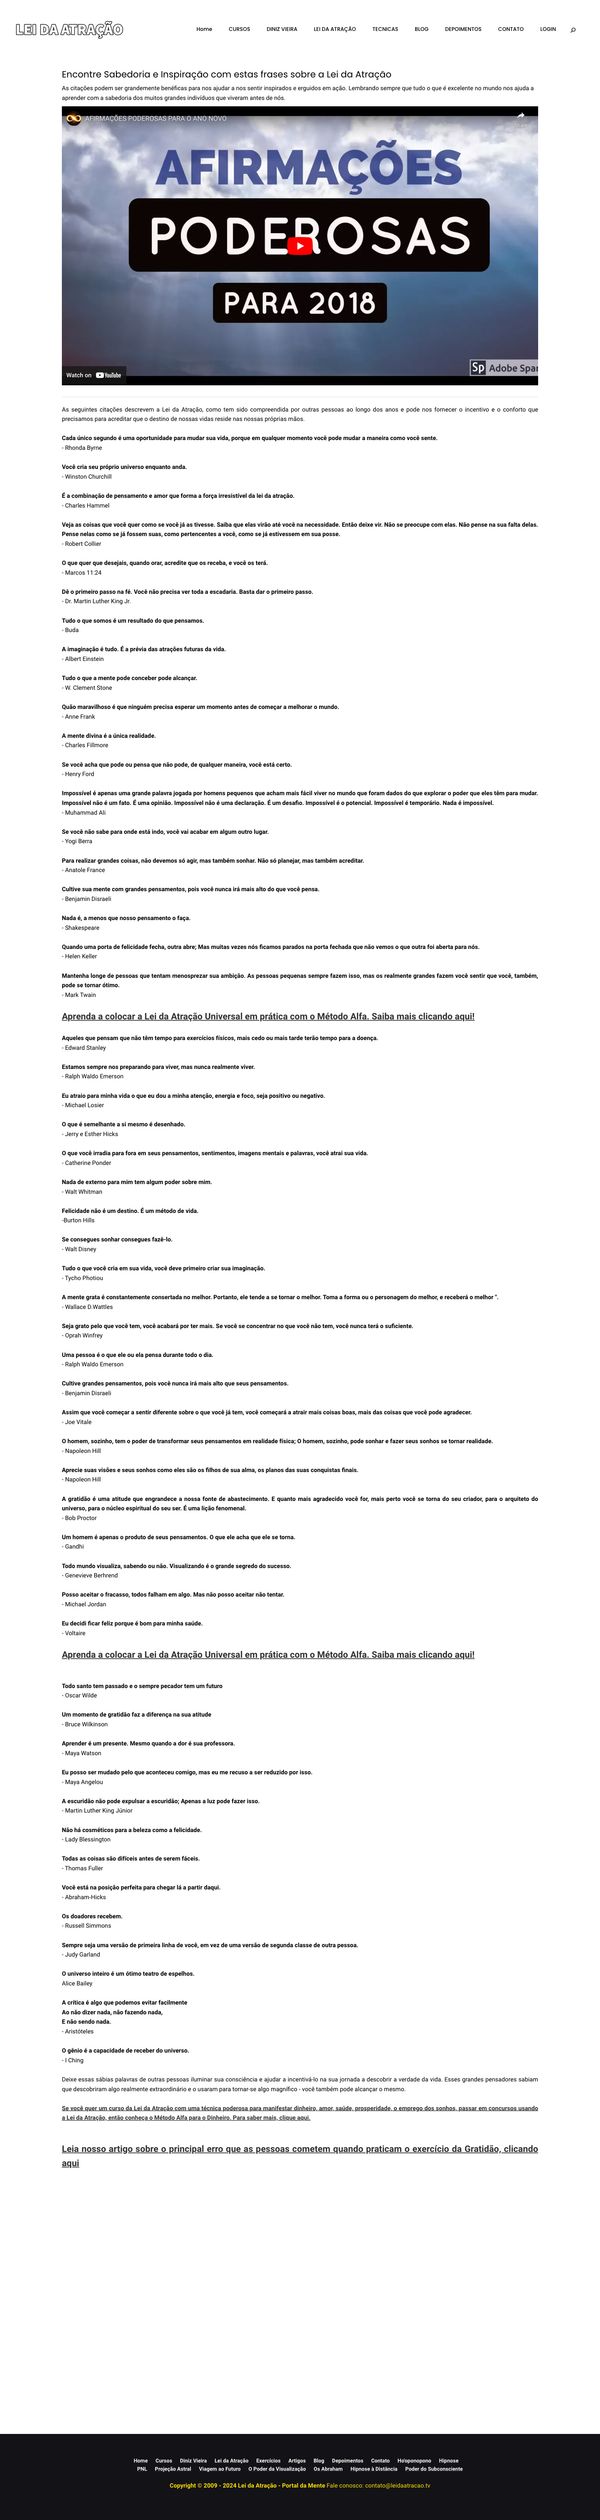 LEI DA ATRAÇÃO
Home CURSOS DINIZ VIEIRA LEI DA ATRAÇÃO TECNICAS BLOG DEPOIMENTOS CONTATO LOGIN
Encontre Sabedoria e Inspiração com estas frases sobre a Lei da Atração
As citações podem ser grandemente benéficas para nos ajudar a nos sentir inspirados e erguidos em ação. Lembrando sempre que tudo o que é excelente no mundo nos ajuda a
aprender com a sabedoria dos muitos grandes indivíduos que viveram antes de nós.
AFIRMAÇÕES PODEROSAS PARA O ANO NOVO
AFIRMAÇÕES
PODEROSAS
PARA 2018
Watch on YouTube
Sp Adobe Spar
As seguintes citações descrevem a Lei da Atração, como tem sido compreendida por outras pessoas ao longo dos anos e pode nos fornecer o incentivo e o conforto que
precisamos para acreditar que o destino de nossas vidas reside nas nossas próprias mãos.
Cada único segundo é uma oportunidade para mudar sua vida, porque em qualquer momento você pode mudar a maneira como você sente.
- Rhonda Byrne
Você cria seu próprio universo enquanto anda.
- Winston Churchill
É a combinação de pensamento e amor que forma a força irresistível da lei da atração.
- Charles Hammel
Veja as coisas que você quer como se você já as tivesse. Saiba que elas virão até você na necessidade. Então deixe vir. Não se preocupe com elas. Não pense na sua falta delas.
Pense nelas como se já fossem suas, como pertencentes a você, como se já estivessem em sua posse.
- Robert Collier
O que quer que desejais, quando orar, acredite que os receba, e você os terá.
- Marcos 11:24
Dê o primeiro passo na fé. Você não precisa ver toda a escadaria. Basta dar o primeiro passo.
- Dr. Martin Luther King Jr.
Tudo o que somos é um resultado do que pensamos.
- Buda
A imaginação é tudo. É a prévia das atrações futuras da vida.
- Albert Einstein
Tudo o que a mente pode conceber pode alcançar.
- W. Clement Stone
Quão maravilhoso é que ninguém precisa esperar um momento antes de começar a melhorar o mundo.
- Anne Frank
A mente divina é a única realidade.
- Charles Fillmore
Se você acha que pode ou pensa que não pode, de qualquer maneira, você está certo.
- Henry Ford
Impossível é apenas uma grande palavra jogada por homens pequenos que acham mais fácil viver no mundo que foram dados do que explorar o poder que eles têm para mudar.
Impossível não é um fato. É uma opinião. Impossível não é uma declaração. É um desafio. Impossível é o potencial. Impossível é temporário. Nada é impossível.
- Muhammad Ali
Se você não sabe para onde está indo, você vai acabar em algum outro lugar.
- Yogi Berra
Para realizar grandes coisas, não devemos só agir, mas também sonhar. Não só planejar, mas também acreditar.
- Anatole France
Cultive sua mente com grandes pensamentos, pois você nunca irá mais alto do que você pensa.
- Benjamin Disraeli
Nada é, a menos que nosso pensamento o faça.
- Shakespeare
Quando uma porta de felicidade fecha, outra abre; Mas muitas vezes nós ficamos parados na porta fechada que não vemos o que outra foi aberta para nós.
- Helen Keller
Mantenha longe de pessoas que tentam menosprezar sua ambição. As pessoas pequenas sempre fazem isso, mas os realmente grandes fazem você sentir que você, também,
pode se tornar ótimo.
- Mark Twain
Aprenda a colocar a Lei da Atração Universal em prática com o Método Alfa. Saiba mais clicando aqui!
Aqueles que pensam que não têm tempo para exercícios físicos, mais cedo ou mais tarde terão tempo para a doença.
- Edward Stanley
Estamos sempre nos preparando para viver, mas nunca realmente viver.
- Ralph Waldo Emerson
Eu atraio para minha vida o que eu dou a minha atenção, energia e foco, seja positivo ou negativo.
- Michael Losier
O que é semelhante a si mesmo é desenhado.
- Jerry e Esther Hicks
O que você irradia para fora em seus pensamentos, sentimentos, imagens mentais e palavras, você atrai sua vida.
- Catherine Ponder
Nada de externo para mim tem algum poder sobre mim.
- Walt Whitman
Felicidade não é um destino. É um método de vida.
-Burton Hills
Se consegues sonhar consegues fazê-lo.
- Walt Disney
Tudo o que você cria em sua vida, você deve primeiro criar sua imaginação.
- Tycho Photiou
A mente grata é constantemente consertada no melhor. Portanto, ele tende a se tornar o melhor. Toma a forma ou o personagem do melhor, e receberá o melhor ".
- Wallace D.Wattles
Seja grato pelo que você tem, você acabará por ter mais. Se você se concentrar no que você não tem, você nunca terá o suficiente.
- Oprah Winfrey
Uma pessoa é o que ele ou ela pensa durante todo o dia.
- Ralph Waldo Emerson
Cultive grandes pensamentos, pois você nunca irá mais alto que seus pensamentos.
- Benjamin Disraeli
Assim que você começar a sentir diferente sobre o que você já tem, você começará a atrair mais coisas boas, mais das coisas que você pode agradecer.
- Joe Vitale
O homem, sozinho, tem o poder de transformar seus pensamentos em realidade física; O homem, sozinho, pode sonhar e fazer seus sonhos se tornar realidade.
- Napoleon Hill
Aprecie suas visões e seus sonhos como eles são os filhos de sua alma, os planos das suas conquistas finais.
- Napoleon Hill
A gratidão é uma atitude que engrandece a nossa fonte de abastecimento. E quanto mais agradecido você for, mais perto você se torna do seu criador, para o arquiteto do
universo, para o núcleo espiritual do seu ser. É uma lição fenomenal.
- Bob Proctor
Um homem é apenas o produto de seus pensamentos. O que ele acha que ele se torna.
- Gandhi
Todo mundo visualiza, sabendo ou não. Visualizando é o grande segredo do sucesso.
- Genevieve Berhrend
Posso aceitar o fracasso, todos falham em algo. Mas não posso aceitar não tentar.
- Michael Jordan
Eu decidi ficar feliz porque é bom para minha saúde.
- Voltaire
Aprenda a colocar a Lei da Atração Universal em prática com o Método Alfa. Saiba mais clicando aqui!
Todo santo tem passado e o sempre pecador tem um futuro
- Oscar Wilde
Um momento de gratidão faz a diferença na sua atitude
- Bruce Wilkinson
Aprender é um presente. Mesmo quando a dor é sua professora.
- Maya Watson
Eu posso ser mudado pelo que aconteceu comigo, mas eu me recuso a ser reduzido por isso.
- Maya Angelou
A escuridão não pode expulsar a escuridão; Apenas a luz pode fazer isso.
- Martin Luther King Júnior
Não há cosméticos para a beleza como a felicidade.
- Lady Blessington
Todas as coisas são difíceis antes de serem fáceis.
- Thomas Fuller
Você está na posição perfeita para chegar lá a partir daqui.
- Abraham-Hicks
Os doadores recebem.
- Russell Simmons
Sempre seja uma versão de primeira linha de você, em vez de uma versão de segunda classe de outra pessoa.
- Judy Garland
O universo inteiro é um ótimo teatro de espelhos.
Alice Bailey
A crítica é algo que podemos evitar facilmente
Ao não dizer nada, não fazendo nada,
E não sendo nada.
- Aristóteles
O gênio é a capacidade de receber do universo.
- I Ching
Deixe essas sábias palavras de outras pessoas iluminar sua consciência e ajudar a incentivá-lo na sua jornada a descobrir a verdade da vida. Esses grandes pensadores sabiam
que descobriram algo realmente extraordinário e o usaram para tornar-se algo magnífico - você também pode alcançar o mesmo.
Se você quer um curso da Lei da Atração com uma técnica poderosa para manifestar dinheiro, amor, saúde, prosperidade, o emprego dos sonhos, passar em concursos usando
a Lei da Atração, então conheça o Método Alfa para o Dinheiro. Para saber mais, clique aqui.
Leia nosso artigo sobre o principal erro que as pessoas cometem quando praticam o exercício da Gratidão, clicando
aqui
Home Cursos Diniz Vieira Lei da Atração Exercícios Artigos Blog Depoimentos Contato Ho'oponopono Hipnose
PNL Projeção Astral Viagem ao Futuro O Poder da Visualização Os Abraham Hipnose à Distância Poder do Subconsciente
Copyright © 2009 - 2024 Lei da Atração - Portal da Mente Fale conosco: contato@leidaatracao.tv